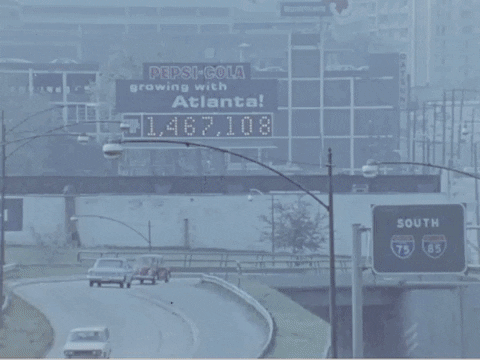 PEPSI-COLA
growing with
Atlanta!
1,467,108
SOUTH
75 85